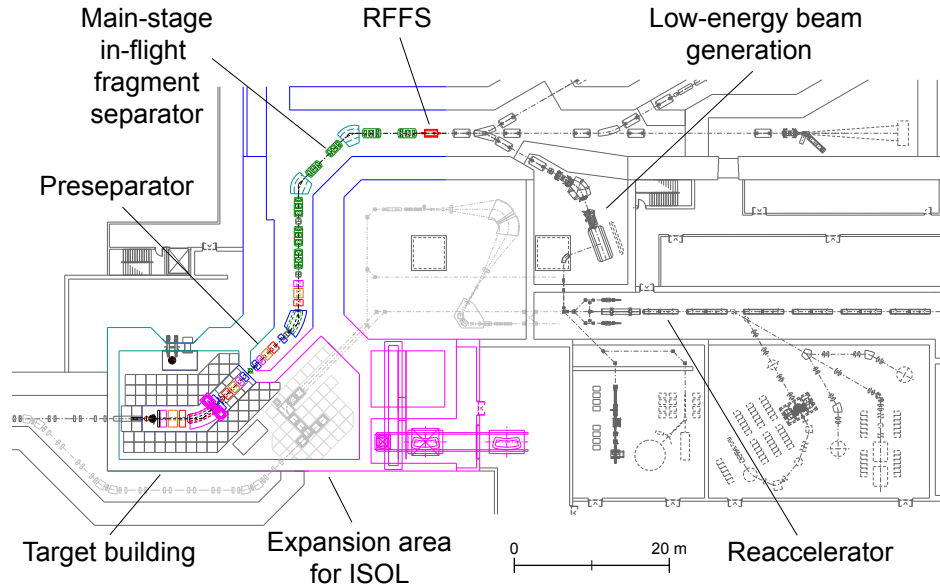 Main-stage
in-flight
fragment
separator
RFFS
Low-energy beam
generation
Preseparator
Target building
Expansion area
for ISOL
0
20 m
Reaccelerator